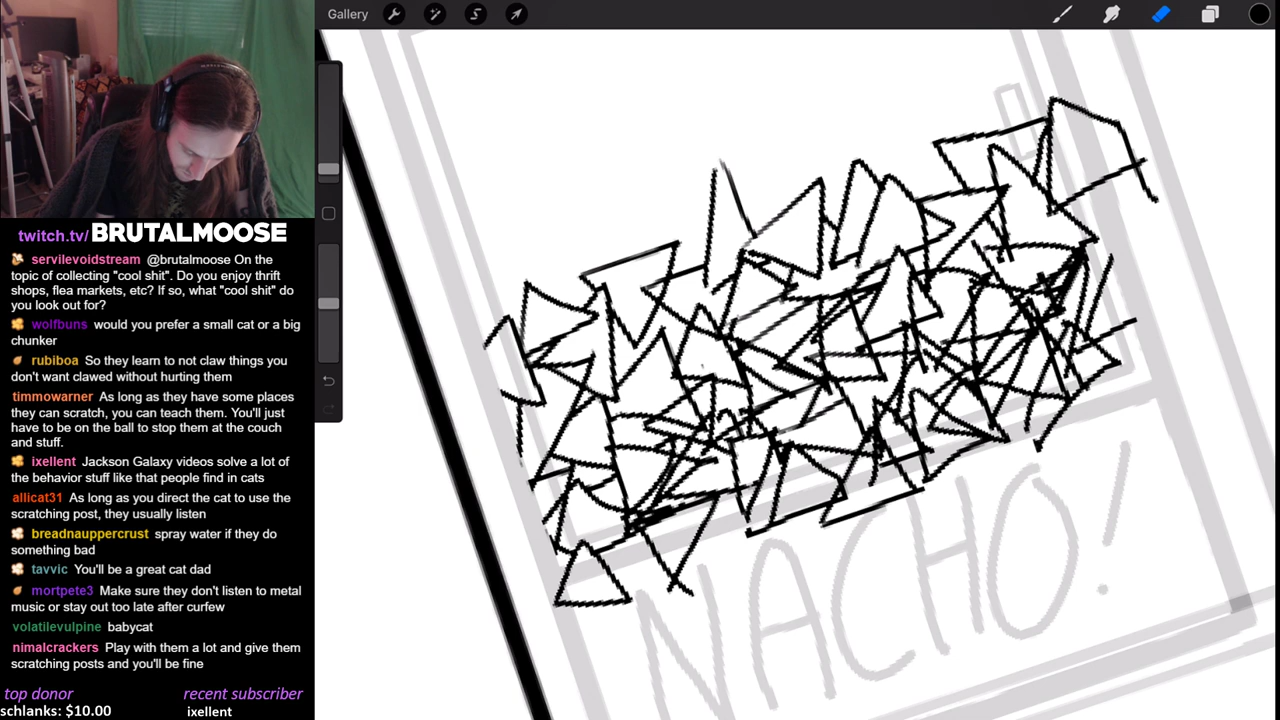 Gallery
twitch.tv/BRUTALMOOSE
servilevoidstream @brutalmoose On the
topic of collecting "cool shit". Do you enjoy thrift
shops, flea markets, etc? If so, what "cool shit" do
you look out for?
wolfbuns would you prefer a small cat or a big
chunker
rubiboa So they learn to not claw things you
don't want clawed without hurting them
timmowarner As long as they have some places
they can scratch, you can teach them. You'll just
have to be on the ball to stop them at the couch
and stuff.
ixellent Jackson Galaxy videos solve a lot of
the behavior stuff like that people find in cats
allicat31 As long as you direct the cat to use the
scratching post, they usually listen
breadnauppercrust spray water if they do
something bad
tavvic You'll be a great cat dad
mortpete3 Make sure they don't listen to metal
music or stay out too late after curfew
volatilevulpine babycat
nimalcrackers Play with them a lot and give them
scratching posts and you'll be fine
top donor
schlanks: $10.00
recent subscriber
ixellent
NACHO!